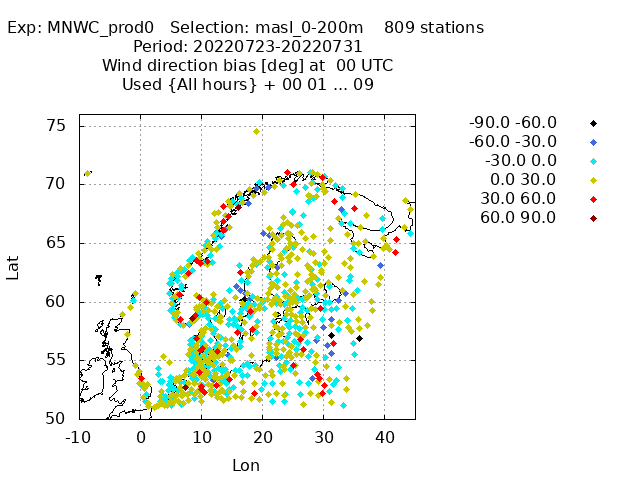 Exp: MNWC_prod0   Selection: masl_0-200m    809 stations
Period: 20220723-20220731
Wind direction bias [deg] at  00 UTC
Used {All hours} + 00 01 ... 09
-90.0 -60.0
-60.0 -30.0
-30.0 0.0
0.0 30.0
30.0 60.0
60.0 90.0
75
70
65
60
55
50
Lat
-10 0 10 20 30 40
Lon